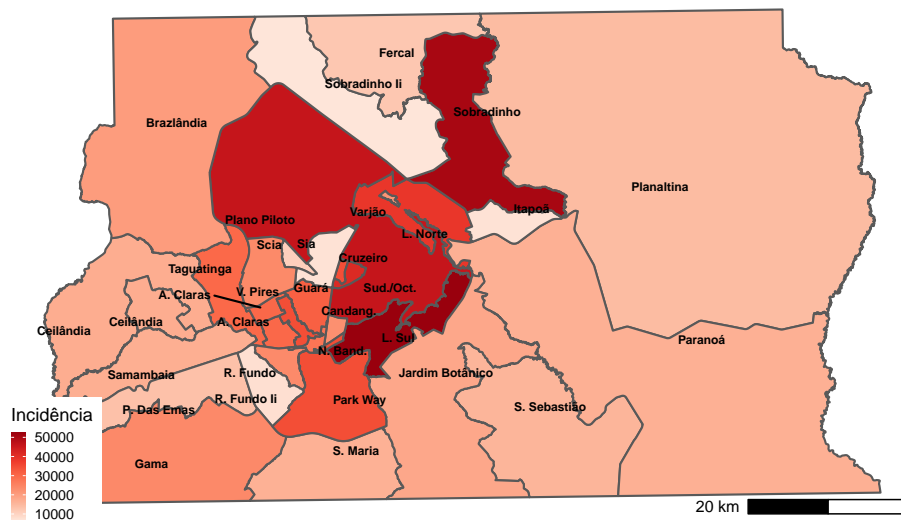 Fercal
Sobradinho Ii
Sobradinho
Brazlândia
Planaltina
Itapoã
Varjão
Plano Piloto
L. Norte
Scia
Sia
Cruzeiro
Taguatinga
V. Pires
Guará
Sud./Oct.
A. Claras
Candang.
Ceilândia
Ceilândia
A. Claras
L. Sul
Paranoá
N. Band.
Samambaia
R. Fundo
Jardim Botânico
R. Fundo Ii
Park Way
P. Das Emas
S. Sebastião
Gama
S. Maria
Incidência
50000
40000
30000
20000
10000
20 km